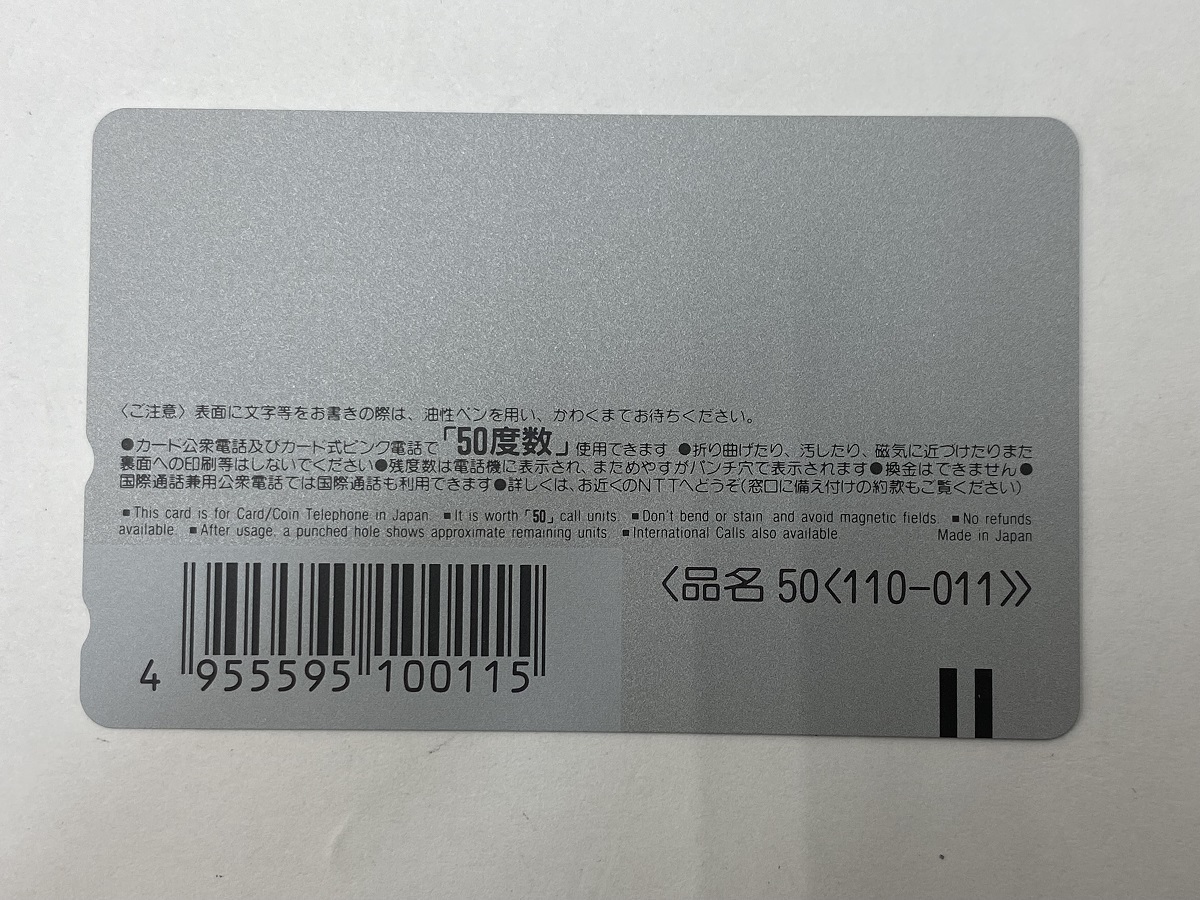 〈ご注意〉表面に文字等をお書きの際は、油性ペンを用い、かわくまでお待ちください。
●カード公衆電話及びカード式ピンク電話で「50度数」使用できます ●折り曲げたり、汚したり、磁気に近づけたりまた
裏面への印刷等はしないでください●残度数は電話機に表示され、まためやすがパンチ穴で表示されます●換金はできません●
国際通話兼用公衆電話では国際通話も利用できます●詳しくは、お近くのNTTへどうぞ(窓口に備え付けの約款もご覧ください)
■This card is for Card/Coin Telephone in Japan. ■It is worth「50」call units. ■Don't bend or stain and avoid magnetic fields. ■No refunds
available. ■After usage, a punched hole shows approximate remaining units. ■International Calls also available. Made in Japan
〈品名 50〈110-011〉〉
4 955595 100115